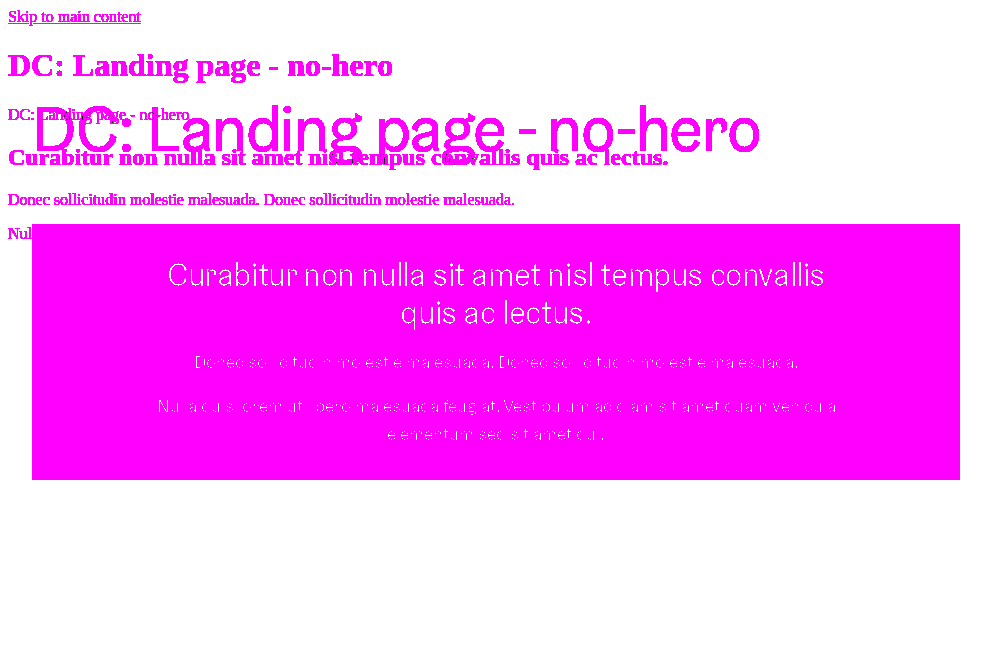 Skip to main content
DC: Landing page - no-hero
DC: Landing page - no-hero
DC: Landing page - no-hero
Curabitur non nulla sit amet nisl tempus convallis quis ac lectus.
Donec sollicitudin molestie malesuada. Donec sollicitudin molestie malesuada.
Curabitur non nulla sit amet nisl tempus convallis
quis ac lectus.
Donec sollicitudin molestie malesuada. Donec sollicitudin molestie malesuada.
Nulla quis lorem ut libero malesuada feugiat. Vestibulum ac diam sit amet quam vehicula
elementum sed sit amet dui.